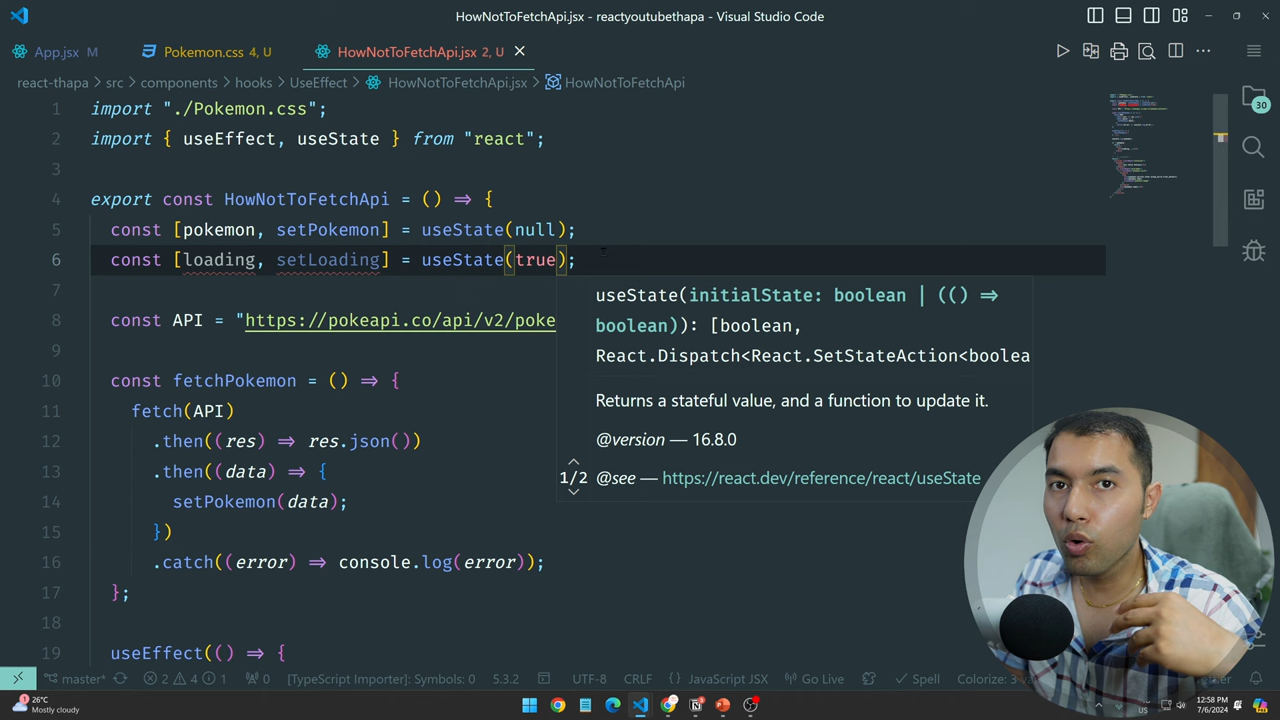 HowNotToFetchApi.jsx - reactyoutubethapa - Visual Studio Code
App.jsx M
Pokemon.css 4, U
HowNotToFetchApi.jsx 2, U
react-thapa > src > components > hooks > UseEffect > HowNotToFetchApi.jsx > HowNotToFetchApi
1 import "./Pokemon.css";
2 import { useEffect, useState } from "react";
3
4 export const HowNotToFetchApi = () => {
5 const [pokemon, setPokemon] = useState(null);
6 const [loading, setLoading] = useState(true);
7
8 const API = "https://pokeapi.co/api/v2/poke
9
10 const fetchPokemon = () => {
11 fetch(API)
12 .then((res) => res.json())
13 .then((data) => {
14 setPokemon(data);
15 })
16 .catch((error) => console.log(error));
17 };
18
19 useEffect(() => {
useState(initialState: boolean | (() =>
boolean)): [boolean,
React.Dispatch<React.SetStateAction<boolea
Returns a stateful value, and a function to update it.
@version — 16.8.0
1/2
@see — https://react.dev/reference/react/useState
30
master* 2 4 1 0 [TypeScript Importer]: Symbols: 0 5.3.2 UTF-8 CRLF { } JavaScript JSX Go Live Spell Colorize: 3
26°C
Mostly cloudy
12:58 PM
7/6/2024